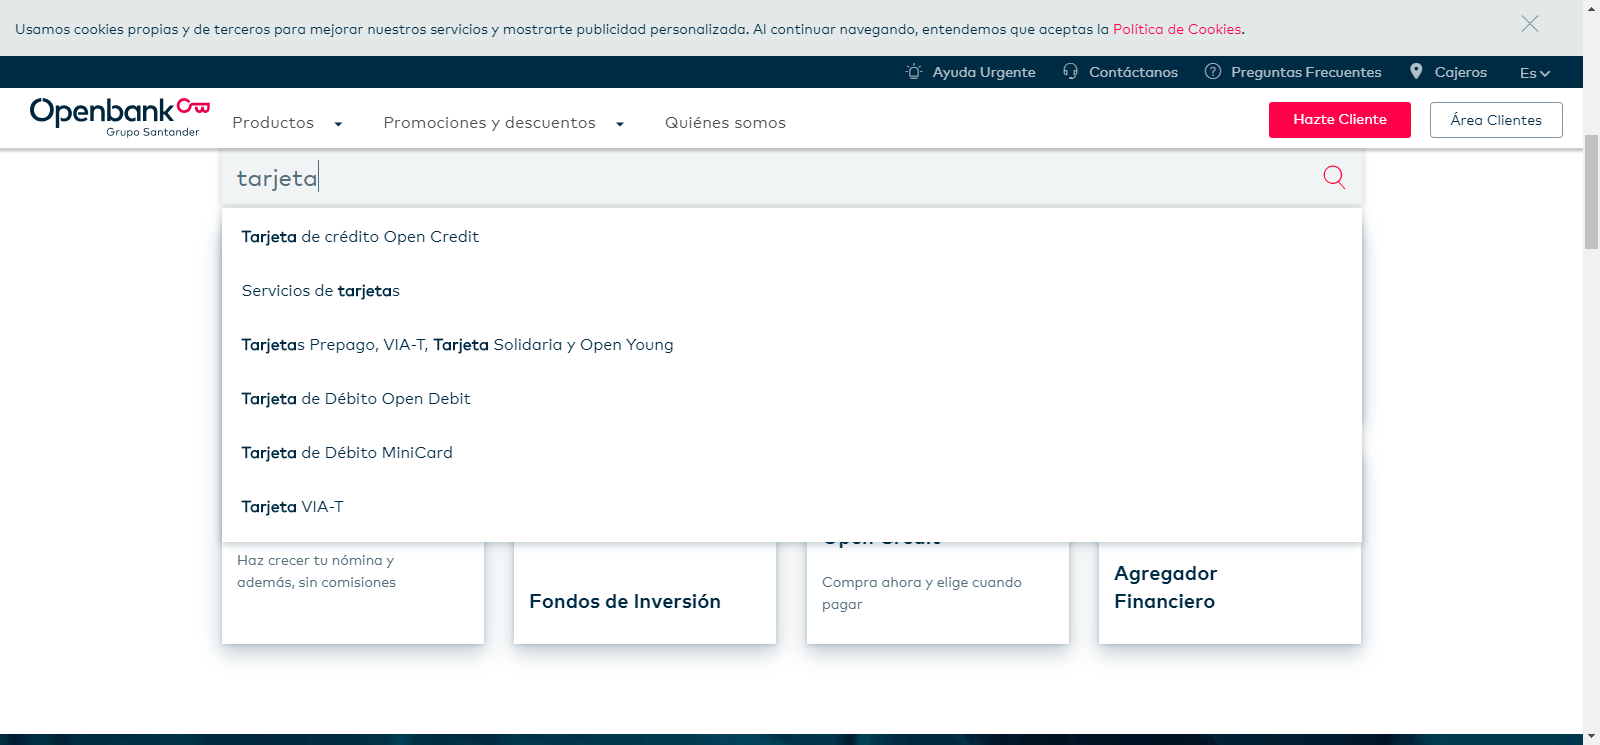 Usamos cookies propias y de terceros para mejorar nuestros servicios y mostrarte publicidad personalizada. Al continuar navegando, entendemos que aceptas la Política de Cookies.
Ayuda Urgente Contáctanos Preguntas Frecuentes Cajeros Es
Openbank
Grupo Santander
Productos Promociones y descuentos Quiénes somos Hazte Cliente Área Clientes
tarjeta
Tarjeta de crédito Open Credit
Servicios de tarjetas
Tarjetas Prepago, VIA-T, Tarjeta Solidaria y Open Young
Tarjeta de Débito Open Debit
Tarjeta de Débito MiniCard
Tarjeta VIA-T
Haz crecer tu nómina y
además, sin comisiones
Fondos de Inversión
Open Credit
Compra ahora y elige cuando
pagar
Agregador
Financiero